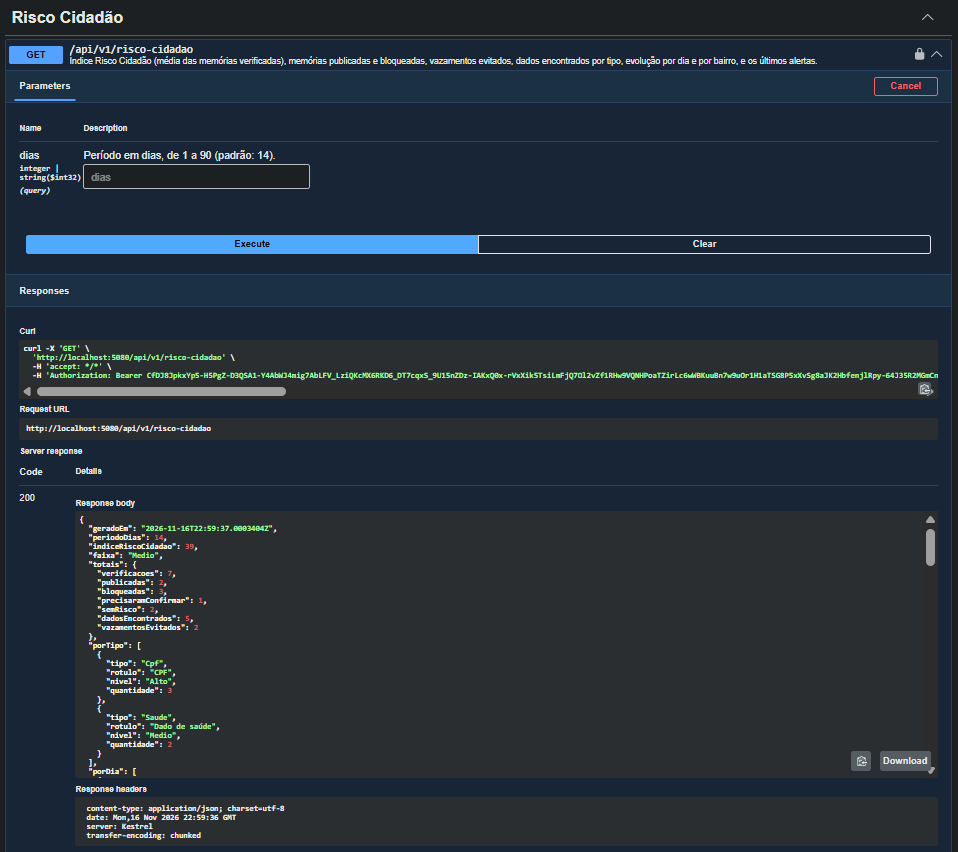 Risco Cidadão
GET /api/v1/risco-cidadao
Índice Risco Cidadão (média das memórias verificadas), memórias publicadas e bloqueadas, vazamentos evitados, dados encontrados por tipo, evolução por dia e por bairro, e os últimos alertas.
Parameters
Cancel
Name Description
dias Período em dias, de 1 a 90 (padrão: 14).
integer |
string($int32)
(query)
dias
Execute Clear
Responses
Curl
curl -X 'GET' \
'http://localhost:5080/api/v1/risco-cidadao' \
-H 'accept: */*' \
-H 'Authorization: Bearer
Request URL
http://localhost:5080/api/v1/risco-cidadao
Server response
Code Details
200
Response body
{
"geradoEm": "2026-11-16T22:59:37.0003404Z",
"periodoDias": 14,
"indiceRiscoCidadao": 39,
"faixa": "Medio",
"totais": {
"verificacoes": 7,
"publicadas": 2,
"bloqueadas": 3,
"precisaramConfirmar": 1,
"semRisco": 2,
"dadosEncontrados": 5,
"vazamentosEvitados": 2
},
"porTipo": [
{
"tipo": "Cpf",
"rotulo": "CPF",
"nivel": "Alto",
"quantidade": 3
},
{
"tipo": "Saude",
"rotulo": "Dado de saúde",
"nivel": "Medio",
"quantidade": 2
}
],
"porDia": [
Download
Response headers
content-type: application/json; charset=utf-8
date: Mon,16 Nov 2026 22:59:36 GMT
server: Kestrel
transfer-encoding: chunked